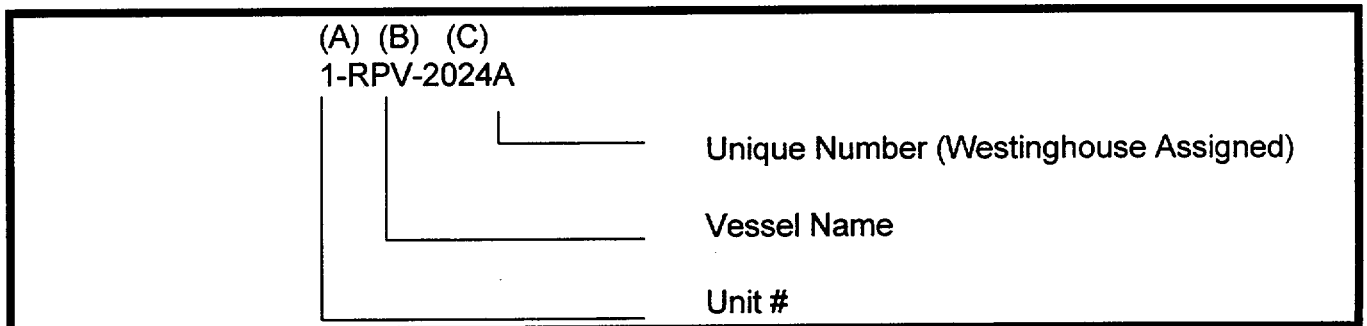 (A) (B) (C)
1-RPV-2024A
Unique Number (Westinghouse Assigned)
Vessel Name
Unit #